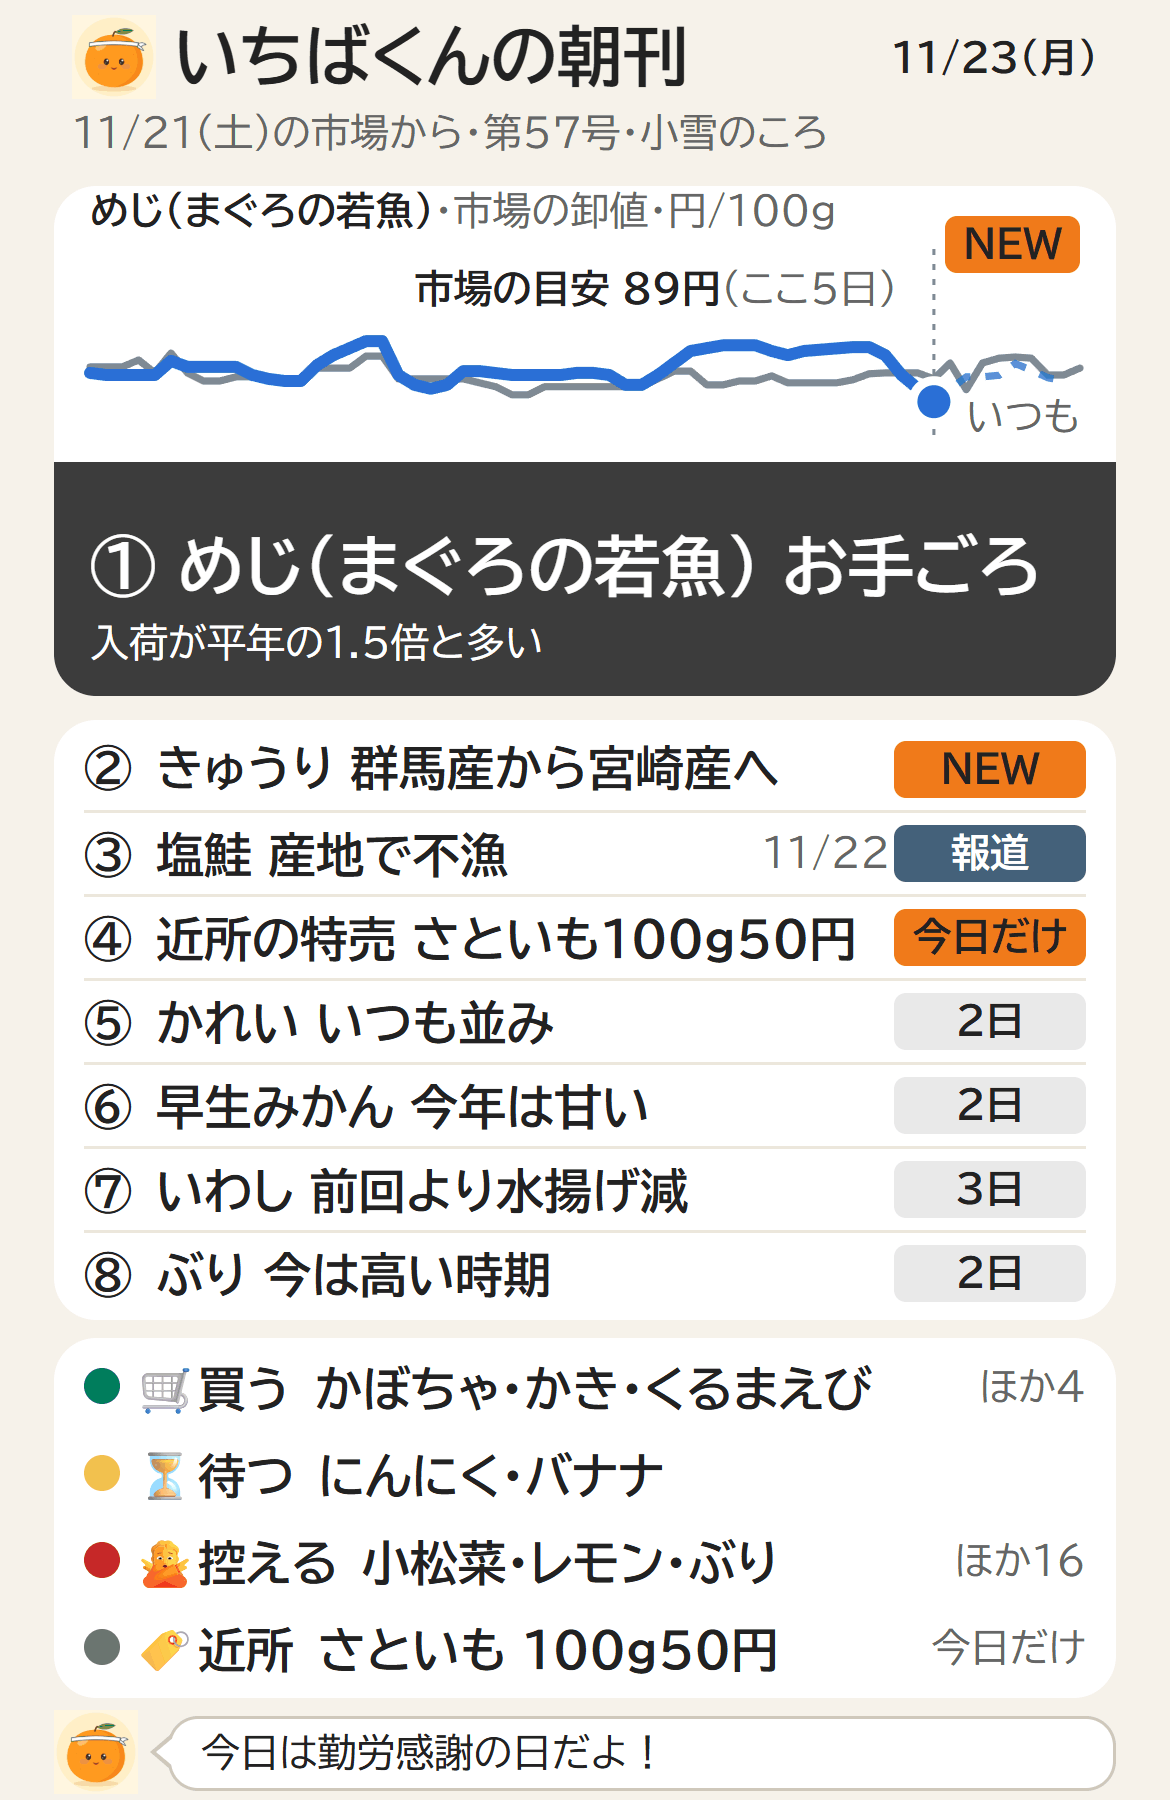 いちばくんの朝刊
11/23(月)
11/21(土)の市場から・第57号・小雪のころ
めじ(まぐろの若魚)・市場の卸値・円/100g
NEW
市場の目安 89円(ここ5日)
いつも
① めじ(まぐろの若魚) お手ごろ
入荷が平年の1.5倍と多い
② きゅうり 群馬産から宮崎産へ NEW
③ 塩鮭 産地で不漁 11/22 報道
④ 近所の特売 さといも100g50円 今日だけ
⑤ かれい いつも並み 2日
⑥ 早生みかん 今年は甘い 2日
⑦ いわし 前回より水揚げ減 3日
⑧ ぶり 今は高い時期 2日
買う かぼちゃ・かき・くるまえび ほか4
待つ にんにく・バナナ
控える 小松菜・レモン・ぶり ほか16
近所 さといも 100g50円 今日だけ
今日は勤労感謝の日だよ！